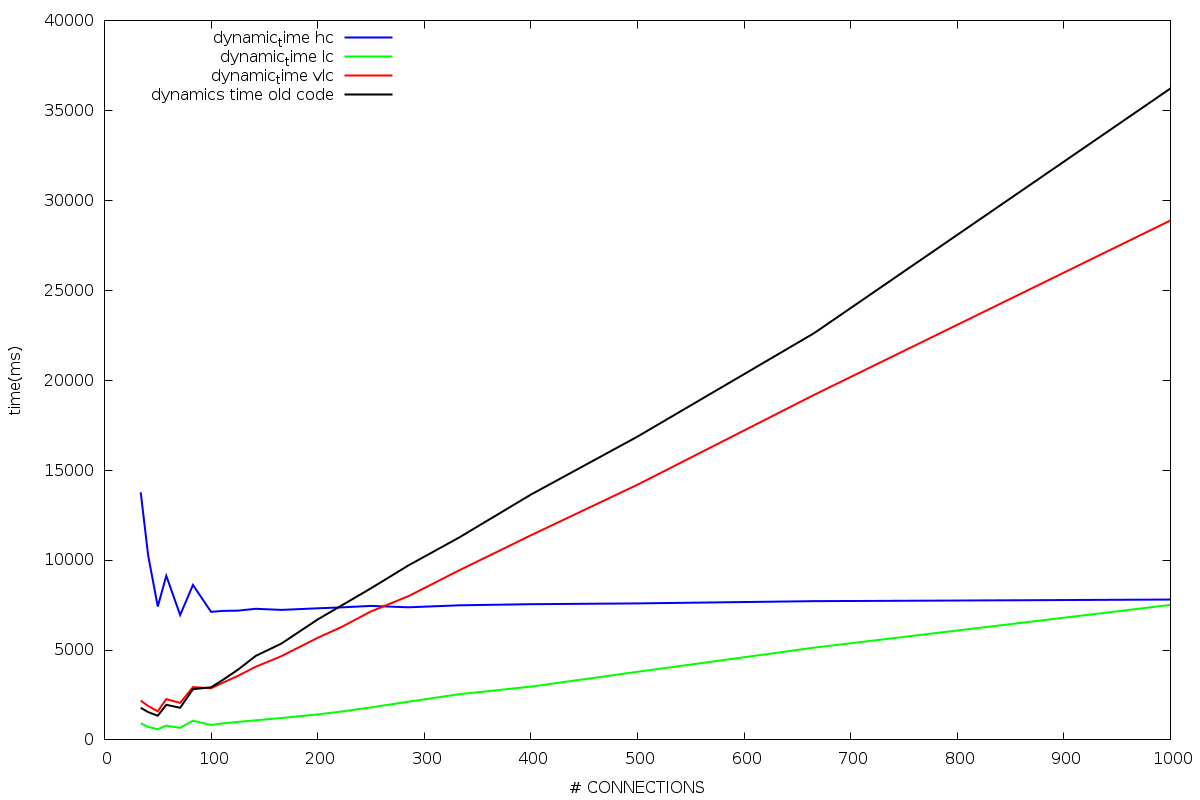 40000
35000
30000
25000
20000
15000
10000
5000
0
time(ms)
dynamic_time hc
dynamic_time lc
dynamic_time vlc
dynamics time old code
0 100 200 300 400 500 600 700 800 900 1000
# CONNECTIONS